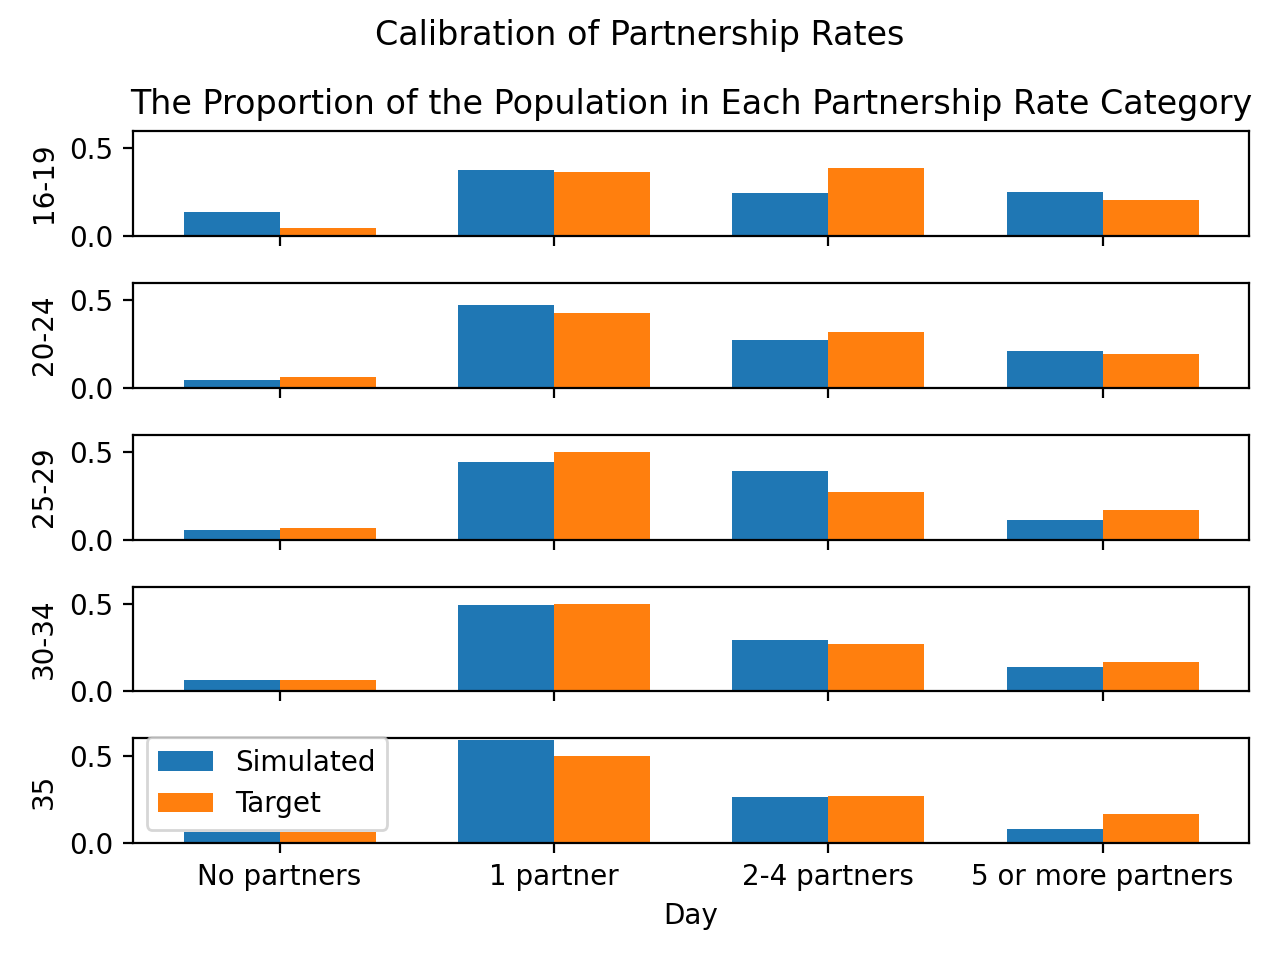 Calibration of Partnership Rates
The Proportion of the Population in Each Partnership Rate Category
16-19
0.5
0.0
20-24
0.5
0.0
25-29
0.5
0.0
30-34
0.5
0.0
35
0.5
0.0
Simulated
Target
No partners
1 partner
2-4 partners
5 or more partners
Day